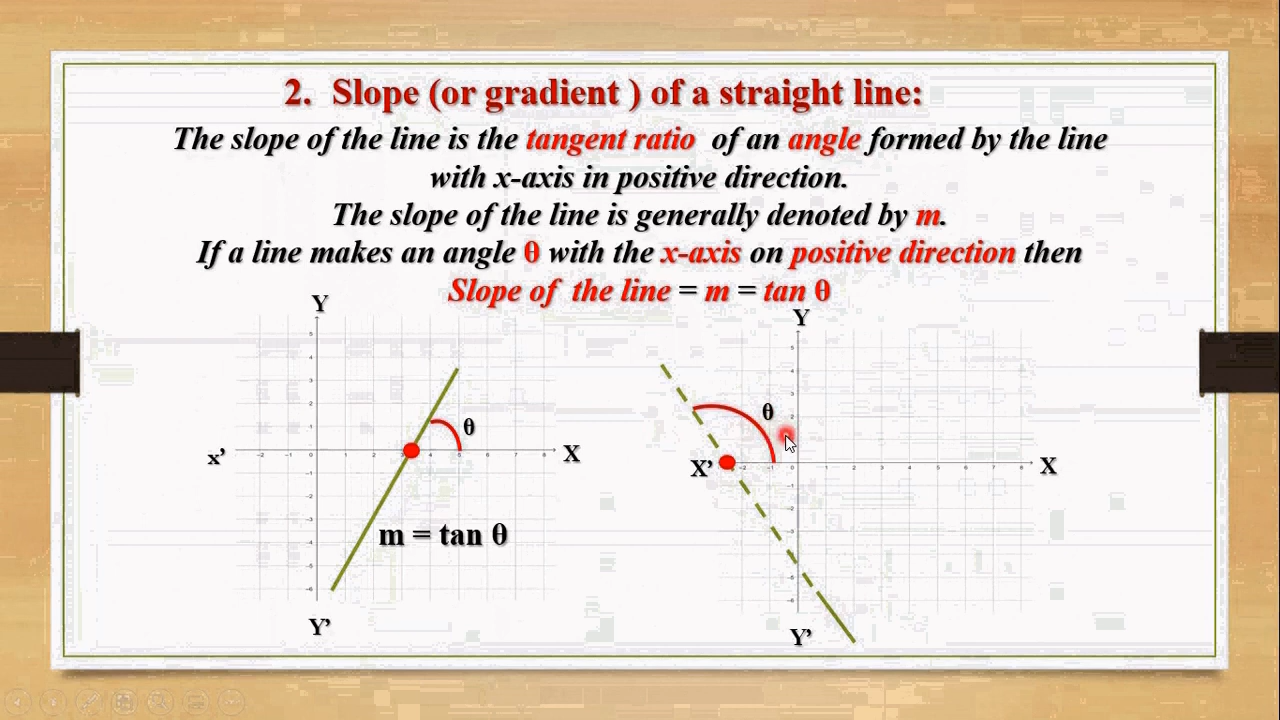 2. Slope (or gradient ) of a straight line:
The slope of the line is the tangent ratio of an angle formed by the line
with x-axis in positive direction.
The slope of the line is generally denoted by m.
If a line makes an angle θ with the x-axis on positive direction then
Slope of the line = m = tan θ
Y
θ
x’
X
m = tan θ
Y’
Y
θ
X’
X
Y’